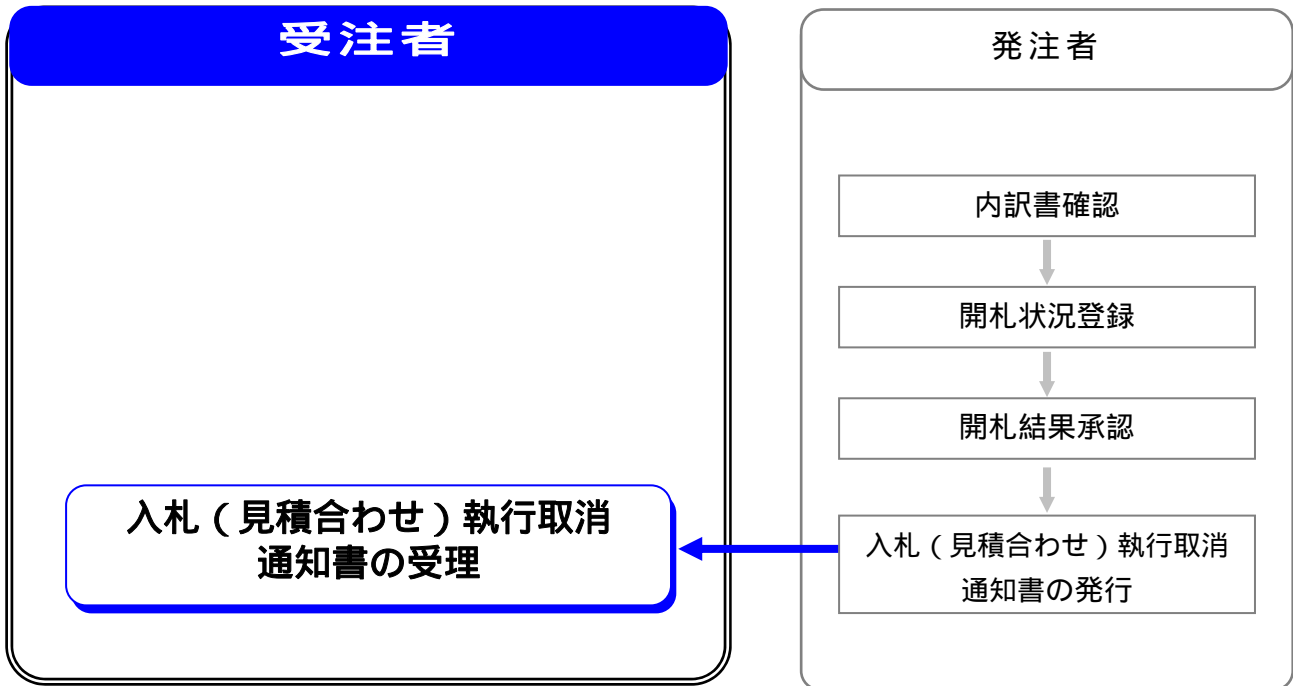 受注者
入札（見積合わせ）執行取消
通知書の受理
発注者
内訳書確認
開札状況登録
開札結果承認
入札（見積合わせ）執行取消
通知書の発行